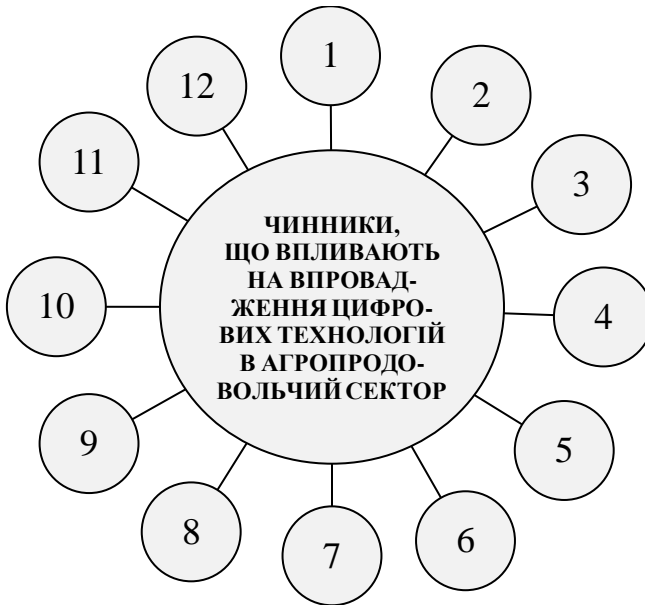 1
2
3
4
5
6
7
8
9
10
11
12
ЧИННИКИ,
ЩО ВПЛИВАЮТЬ
НА ВПРОВАД-
ЖЕННЯ ЦИФРО-
ВИХ ТЕХНОЛОГІЙ
В АГРОПРОДО-
ВОЛЬЧИЙ СЕКТОР